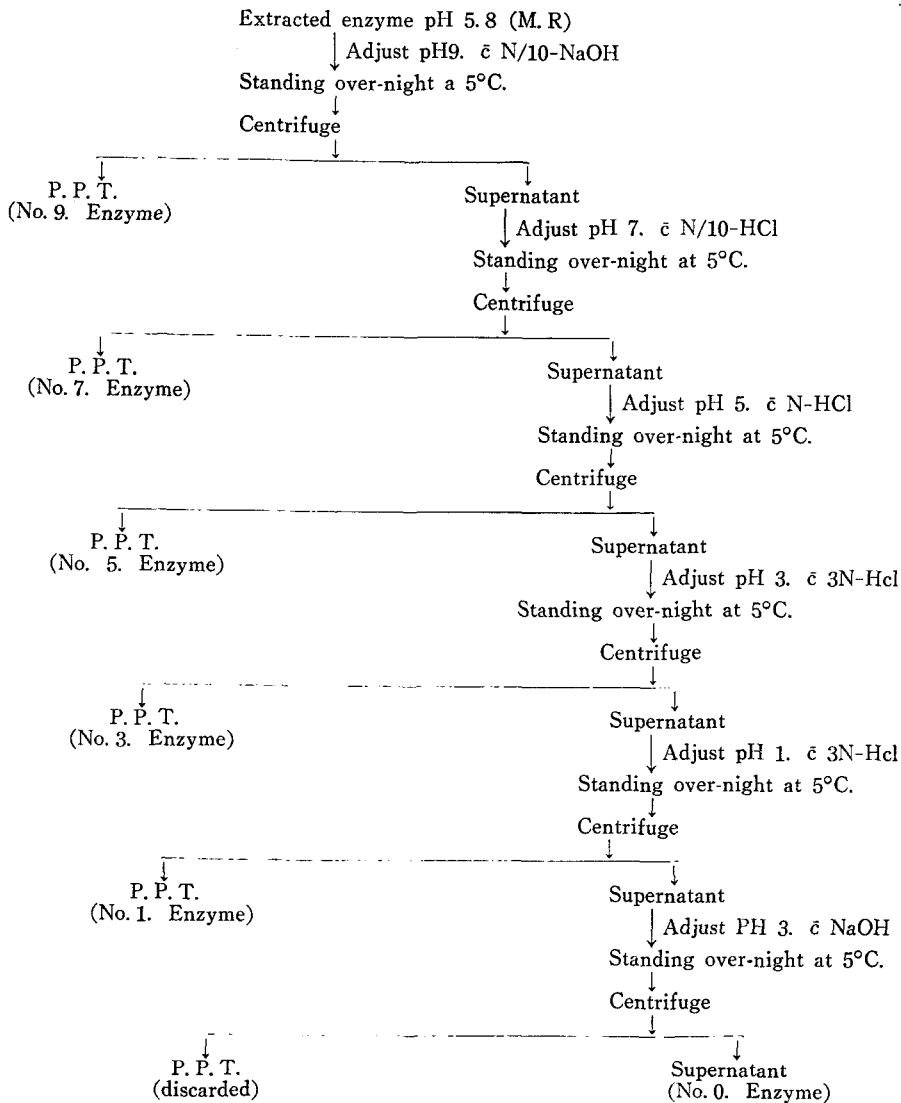 Extracted enzyme pH 5.8 (M. R)
Adjust pH9. c̄ N/10-NaOH
Standing over-night a 5°C.
Centrifuge
P. P. T.
(No. 9. Enzyme)
Supernatant
Adjust pH 7. c̄ N/10-HCl
Standing over-night at 5°C.
Centrifuge
P. P. T.
(No. 7. Enzyme)
Supernatant
Adjust pH 5. c̄ N-HCl
Standing over-night at 5°C.
Centrifuge
P. P. T.
(No. 5. Enzyme)
Supernatant
Adjust pH 3. c̄ 3N-Hcl
Standing over-night at 5°C.
Centrifuge
P. P. T.
(No. 3. Enzyme)
Supernatant
Adjust pH 1. c̄ 3N-Hcl
Standing over-night at 5°C.
Centrifuge
P. P. T.
(No. 1. Enzyme)
Supernatant
Adjust PH 3. c̄ NaOH
Standing over-night at 5°C.
Centrifuge
P. P. T.
(discarded)
Supernatant
(No. 0. Enzyme)